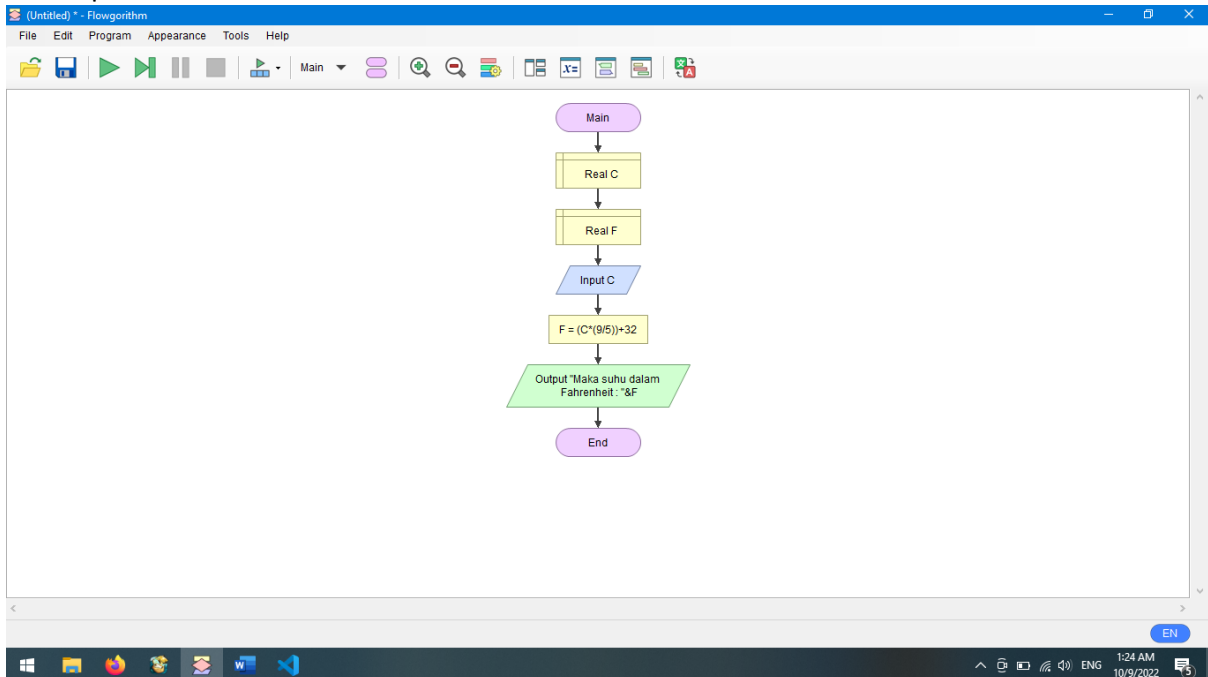 (Untitled) * - Flowgorithm
File Edit Program Appearance Tools Help
Main
x=
Main
Real C
Real F
Input C
F = (C*(9/5))+32
Output "Maka suhu dalam
Fahrenheit : "&F
End
EN
ENG
1:24 AM
10/9/2022
5